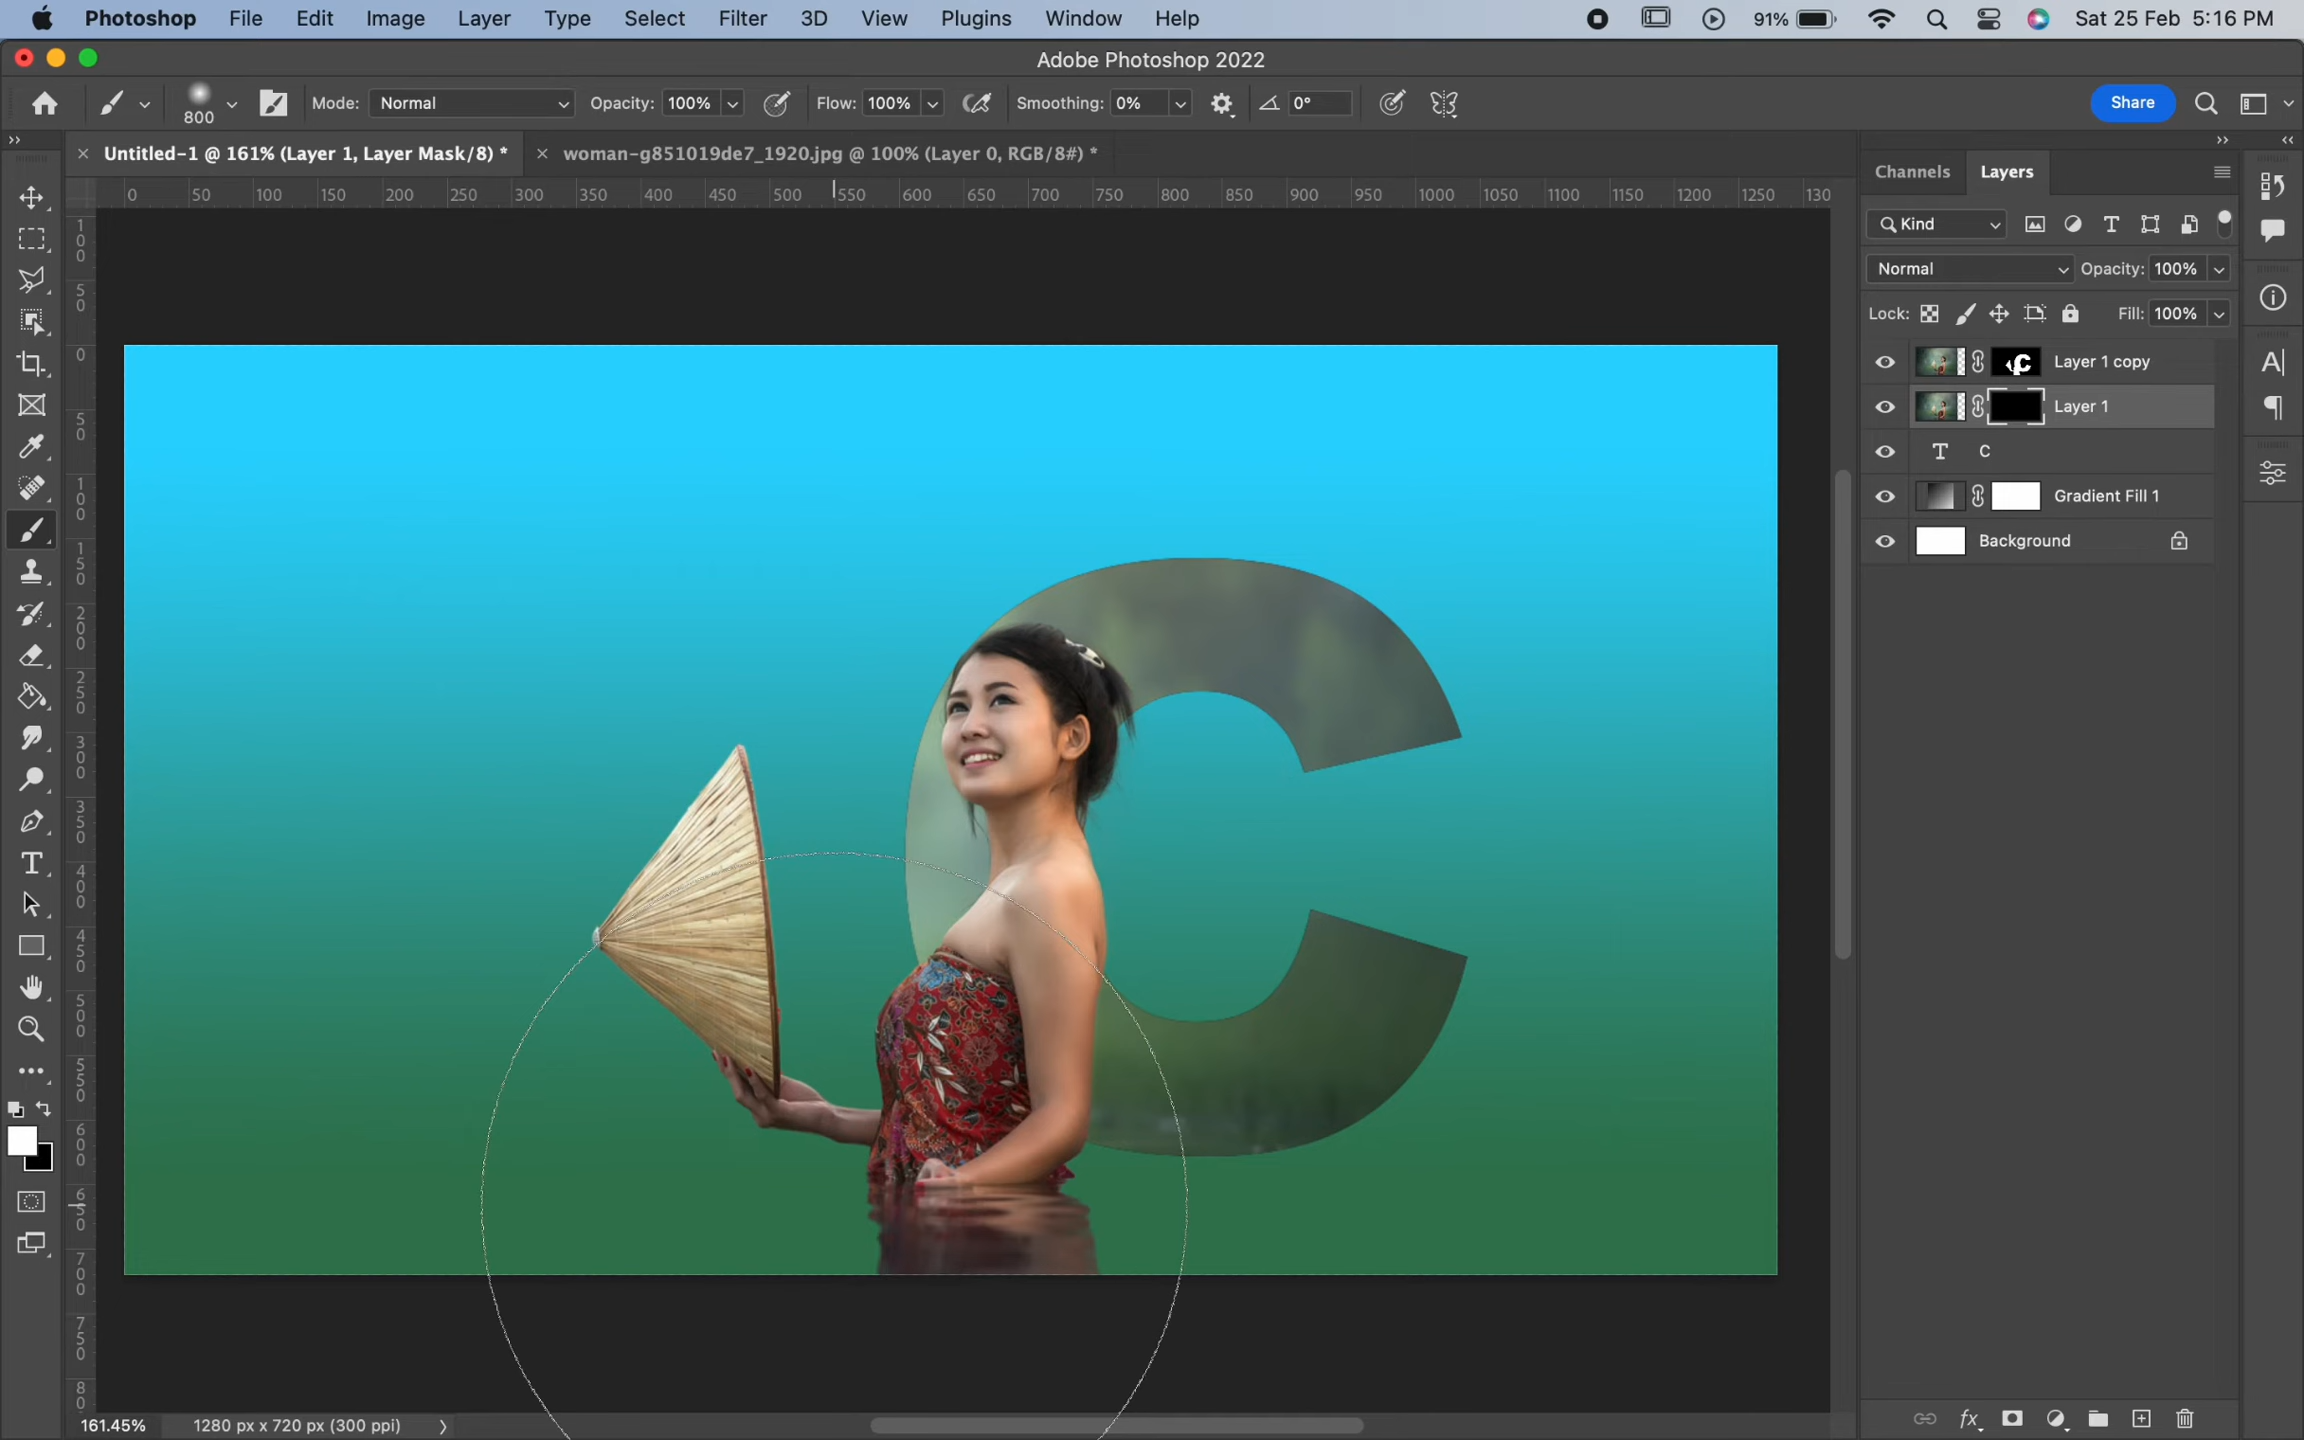 Photoshop File Edit Image Layer Type Select Filter 3D View Plugins Window Help 91% Sat 25 Feb 5:16 PM
Adobe Photoshop 2022
800 Mode: Normal Opacity: 100% Flow: 100% Smoothing: 0% 0° Share
× Untitled-1 @ 161% (Layer 1, Layer Mask/8) * × woman-g851019de7_1920.jpg @ 100% (Layer 0, RGB/8#) *
Channels Layers
0 50 100 150 200 250 300 350 400 450 500 550 600 650 700 750 800 850 900 950 1000 1050 1100 1150 1200 1250 130
100
50
0
50
100
150
200
250
300
350
400
450
500
550
600
650
700
750
80
Kind
Normal Opacity: 100%
Lock: Fill: 100%
Layer 1 copy
Layer 1
T C
Gradient Fill 1
Background
161.45% 1280 px x 720 px (300 ppi)
fx